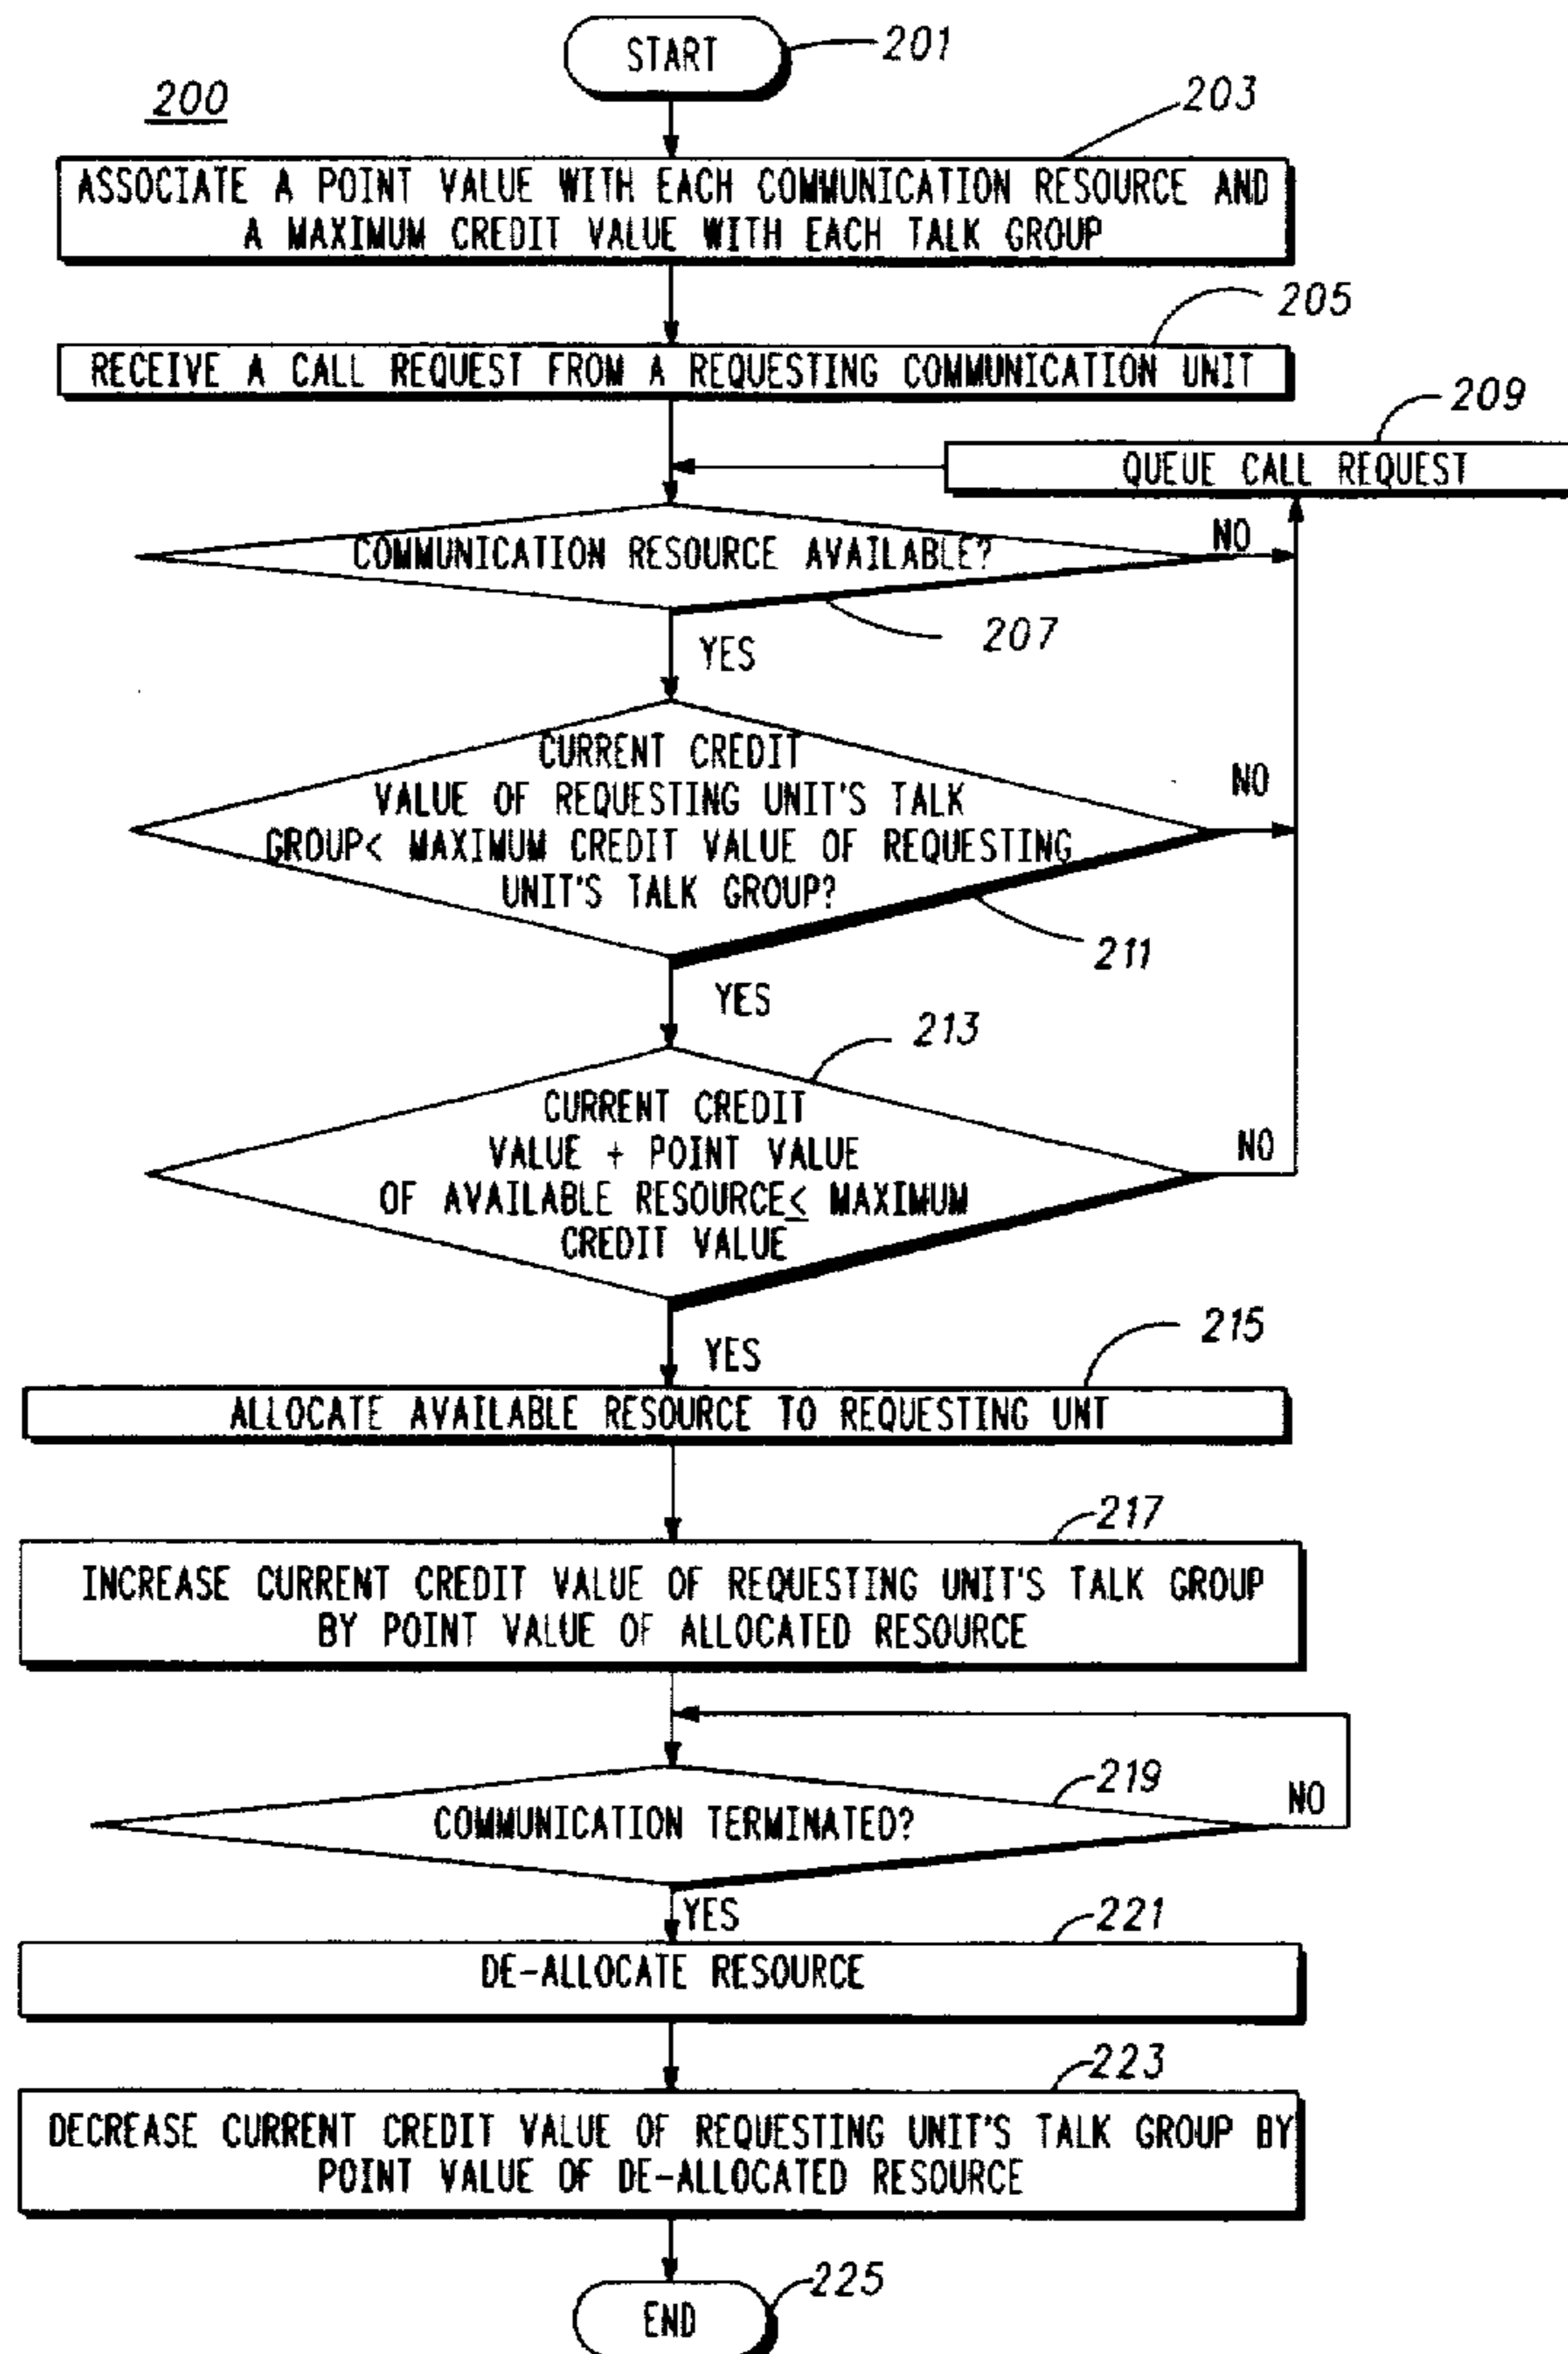 START
201
200
203
ASSOCIATE A POINT VALUE WITH EACH COMMUNICATION RESOURCE AND
A MAXIMUM CREDIT VALUE WITH EACH TALK GROUP
205
RECEIVE A CALL REQUEST FROM A REQUESTING COMMUNICATION UNIT
209
QUEUE CALL REQUEST
COMMUNICATION RESOURCE AVAILABLE?
NO
207
YES
CURRENT CREDIT
VALUE OF REQUESTING UNIT'S TALK
GROUP< MAXIMUM CREDIT VALUE OF REQUESTING
UNIT'S TALK GROUP?
NO
211
YES
213
CURRENT CREDIT
VALUE + POINT VALUE
OF AVAILABLE RESOURCE≤ MAXIMUM
CREDIT VALUE
NO
YES
215
ALLOCATE AVAILABLE RESOURCE TO REQUESTING UNT
217
INCREASE CURRENT CREDIT VALUE OF REQUESTING UNIT'S TALK GROUP
BY POINT VALUE OF ALLOCATED RESOURCE
219
COMMUNICATION TERMINATED?
NO
YES
221
DE-ALLOCATE RESOURCE
223
DECREASE CURRENT CREDIT VALUE OF REQUESTING UNIT'S TALK GROUP BY
POINT VALUE OF DE-ALLOCATED RESOURCE
225
END